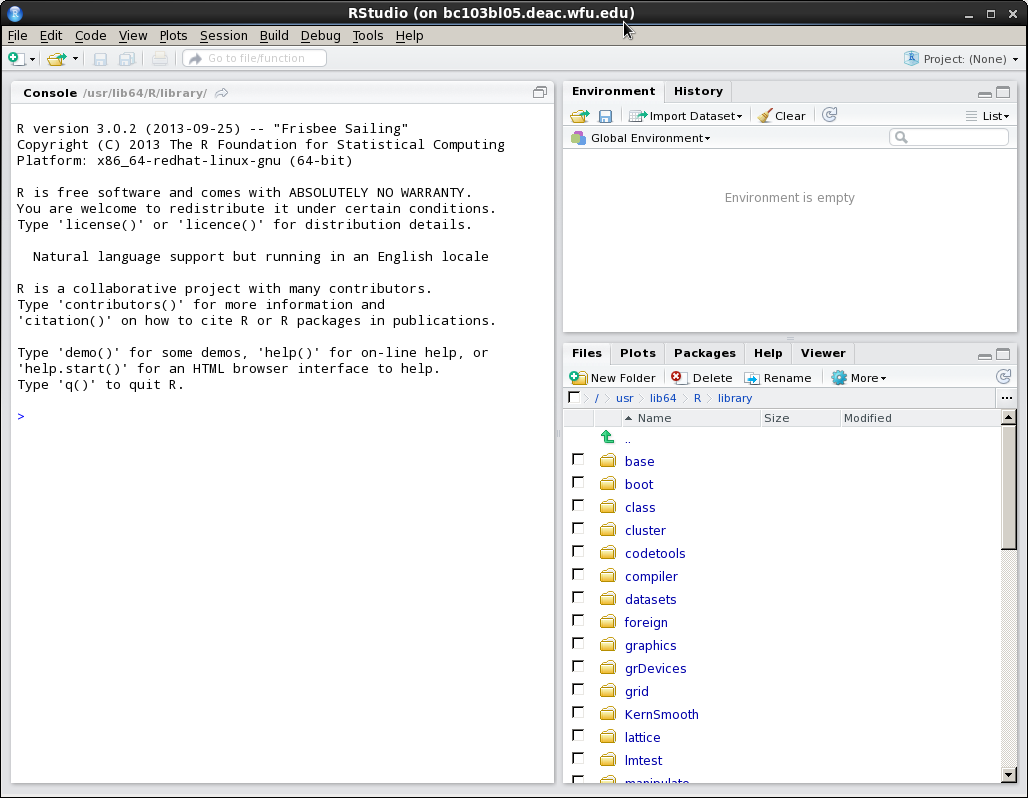 RStudio (on bc103bl05.deac.wfu.edu)
File Edit Code View Plots Session Build Debug Tools Help
Go to file/function
Project: (None)
Console /usr/lib64/R/library/
R version 3.0.2 (2013-09-25) -- "Frisbee Sailing"
Copyright (C) 2013 The R Foundation for Statistical Computing
Platform: x86_64-redhat-linux-gnu (64-bit)
R is free software and comes with ABSOLUTELY NO WARRANTY.
You are welcome to redistribute it under certain conditions.
Type 'license()' or 'licence()' for distribution details.
Natural language support but running in an English locale
R is a collaborative project with many contributors.
Type 'contributors()' for more information and
'citation()' on how to cite R or R packages in publications.
Type 'demo()' for some demos, 'help()' for on-line help, or
'help.start()' for an HTML browser interface to help.
Type 'q()' to quit R.
>
Environment History
Import Dataset Clear List
Global Environment
Environment is empty
Files Plots Packages Help Viewer
New Folder Delete Rename More
/ usr lib64 R library ...
Name Size Modified
..
base
boot
class
cluster
codetools
compiler
datasets
foreign
graphics
grDevices
grid
KernSmooth
lattice
lmtest
manipulate